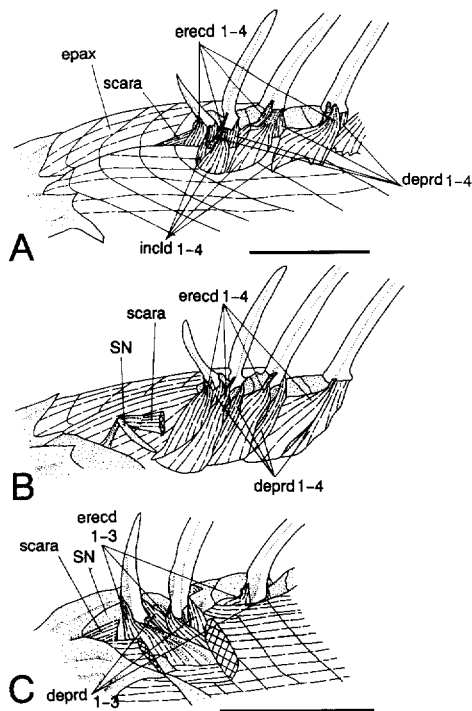 erecd 1-4
epax
scara
deprd 1-4
incld 1-4
A
erecd 1-4
scara
SN
deprd 1-4
B
erecd
1-3
scara
SN
deprd
1-3
C